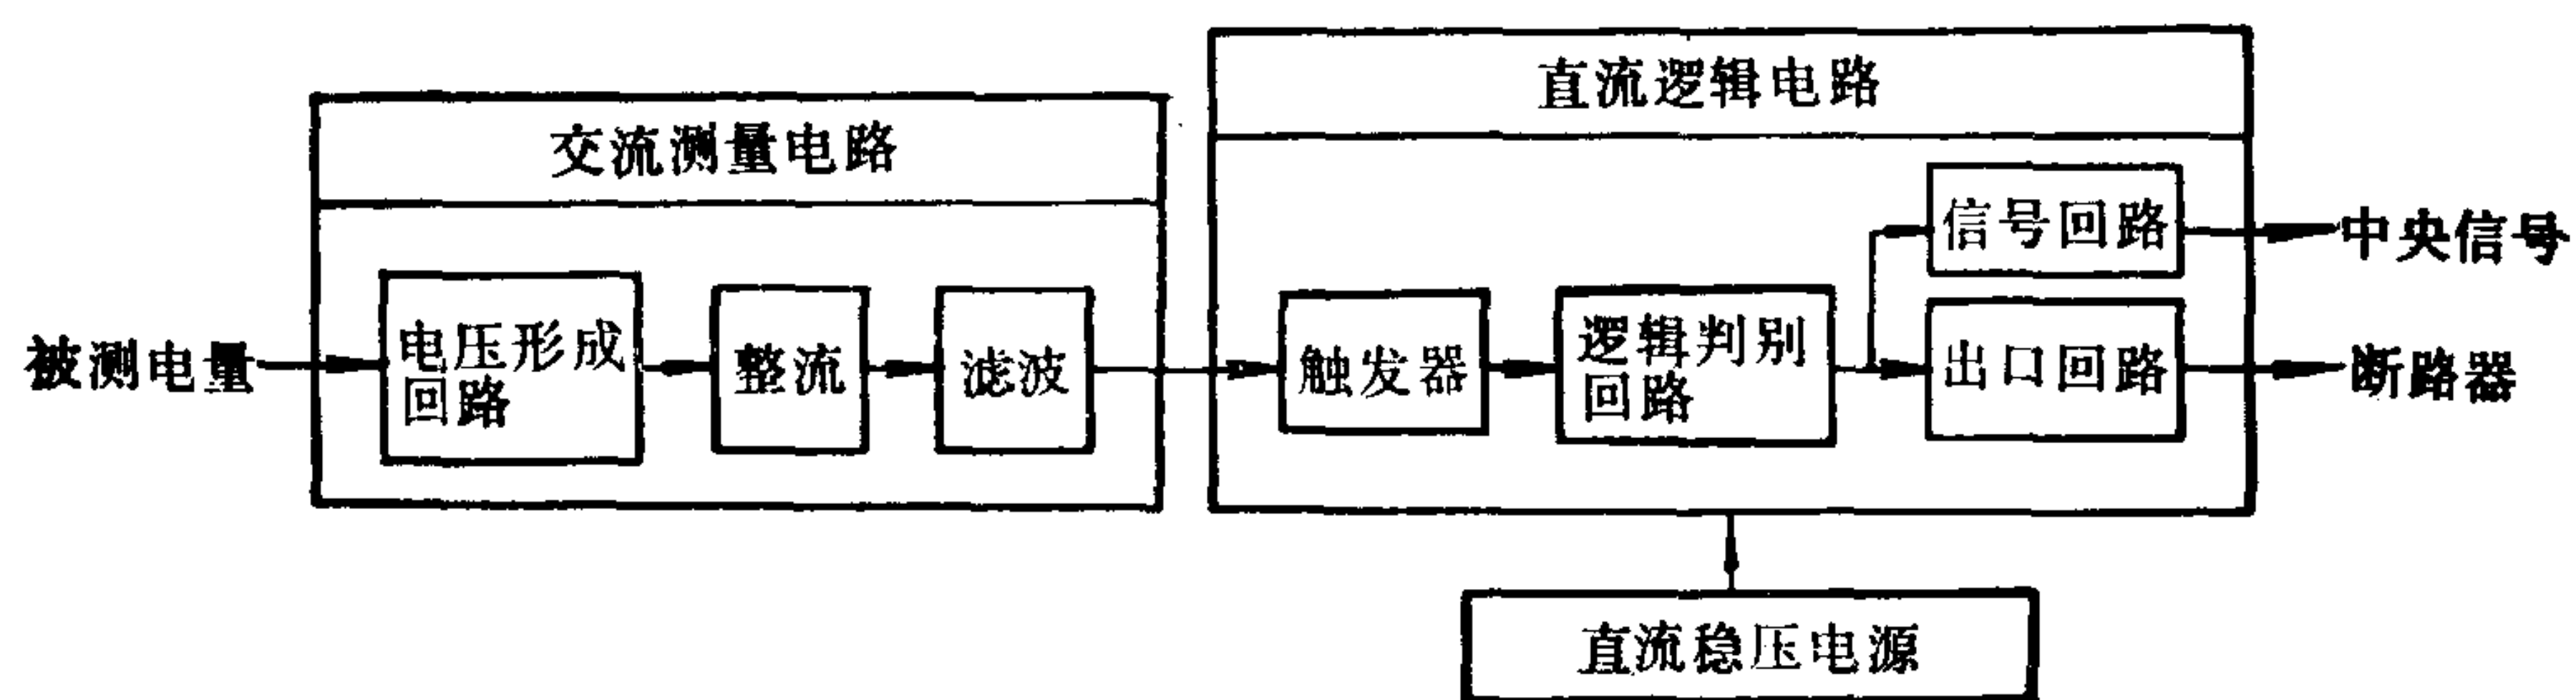 直流逻辑电路
交流测量电路
信号回路
中央信号
被测电量
电压形成
回路
整流
滤波
触发器
逻辑判别
回路
出口回路
断路器
直流稳压电源